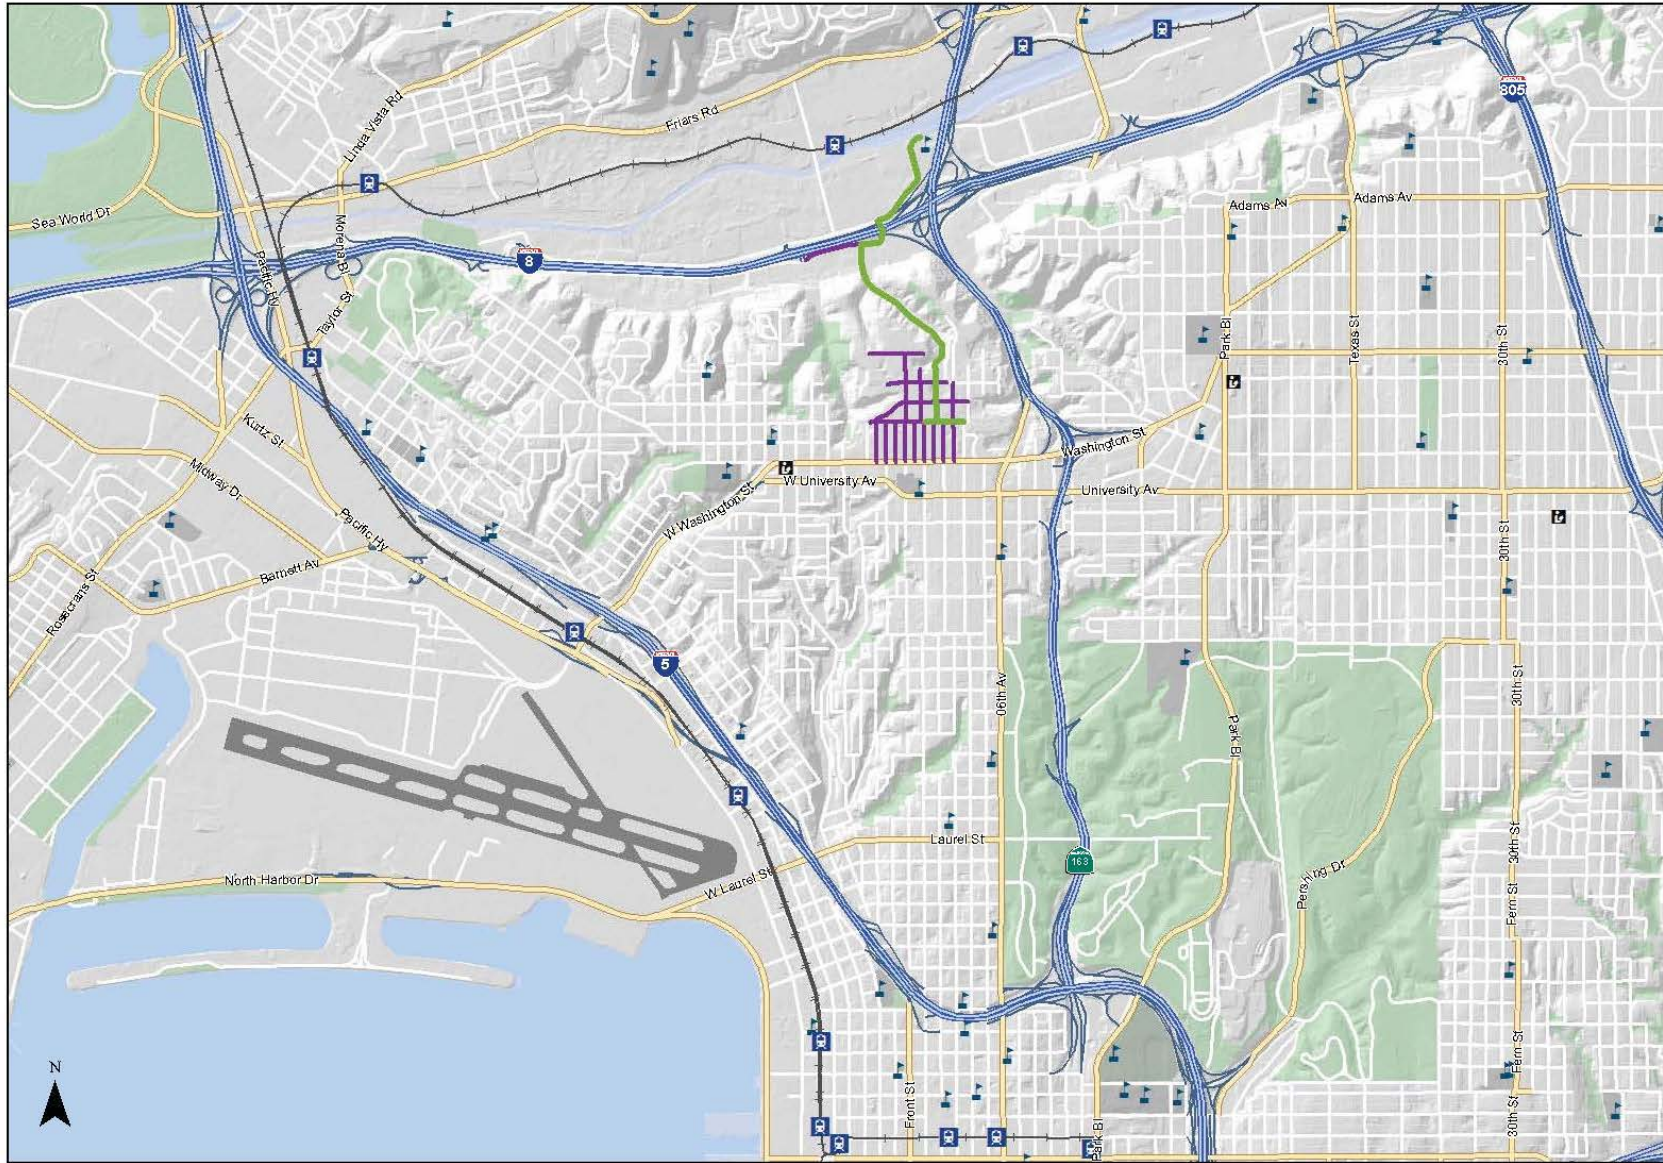 805
Linda Vista Rd
Friars Rd
Sea World Dr
Morena Bl
Adams Av
Adams Av
Pacific Hy
8
Taylor St
Park Bl
Texas St
30th St
Kurtz St
Midway Dr
Washington St
W University Av
University Av
W Washington St
Pacific Hy
30th St
Barnett Av
Rosecrans St
5
06th Av
30th St
Park Bl
Laurel St
163
30th St
North Harbor Dr
W Laurel St
Pershing Dr
Fern St
Fern St
N
Front St
Park Bl
30th St